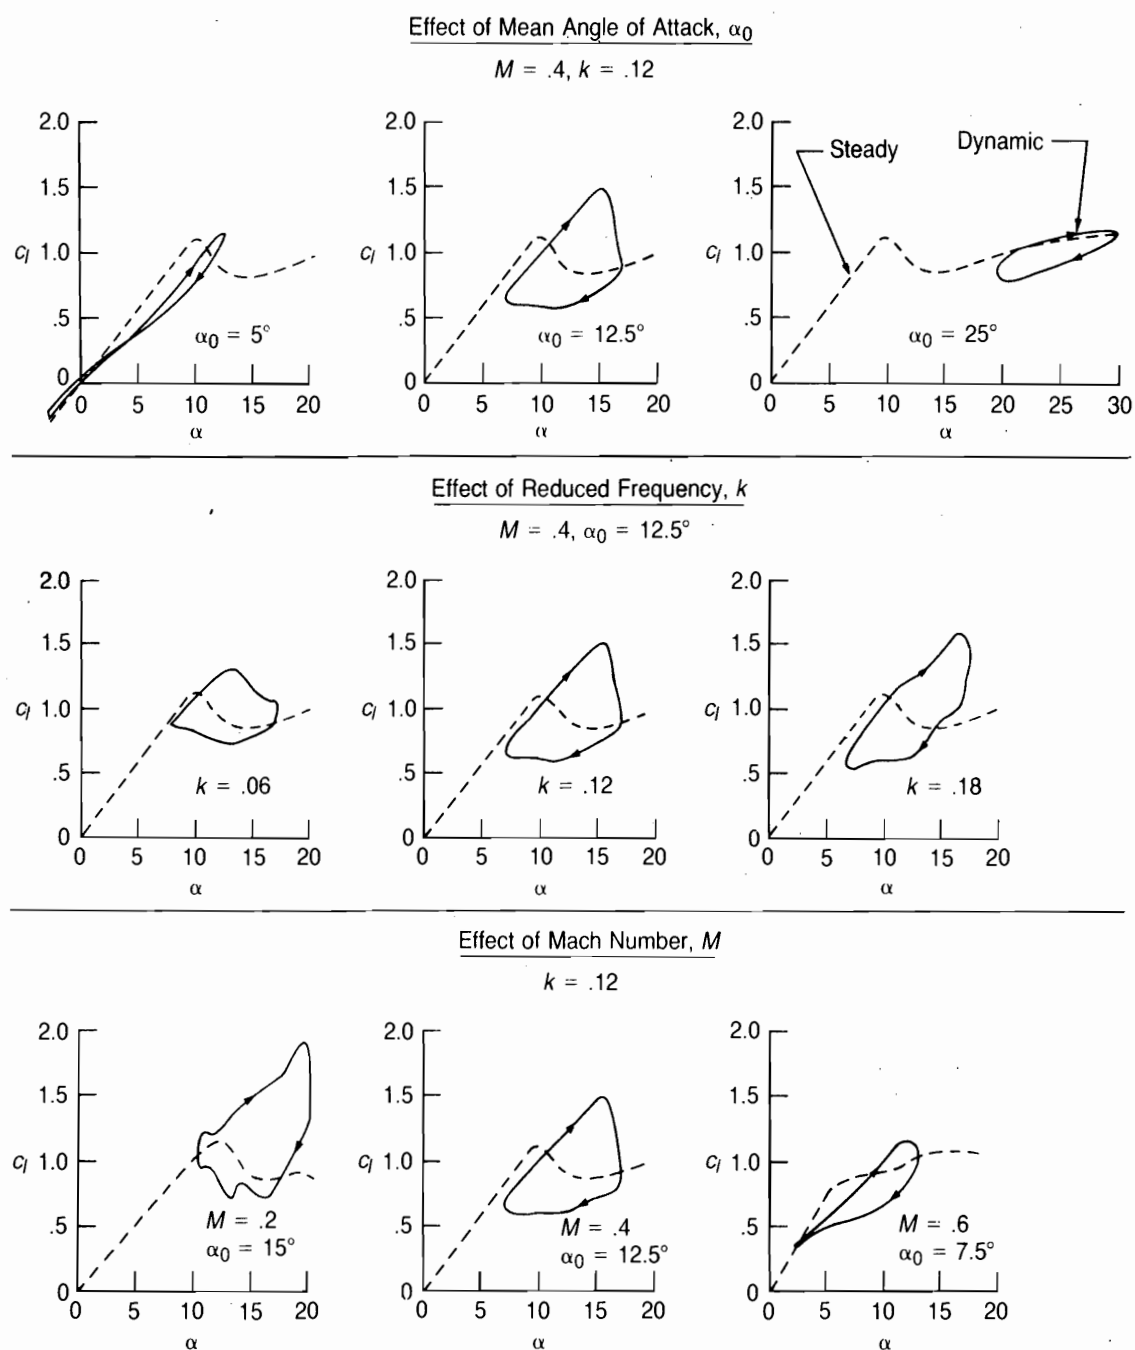 Effect of Mean Angle of Attack, α0
M = .4, k = .12
2.0
1.5
1.0
.5
0
cl
α0 = 5°
0 5 10 15 20
α
2.0
1.5
1.0
.5
0
cl
α0 = 12.5°
0 5 10 15 20
α
2.0
1.5
1.0
.5
0
cl
Steady
Dynamic
α0 = 25°
0 5 10 15 20 25 30
α
Effect of Reduced Frequency, k
M = .4, α0 = 12.5°
2.0
1.5
1.0
.5
0
cl
k = .06
0 5 10 15 20
α
2.0
1.5
1.0
.5
0
cl
k = .12
0 5 10 15 20
α
2.0
1.5
1.0
.5
0
cl
k = .18
0 5 10 15 20
α
Effect of Mach Number, M
k = .12
2.0
1.5
1.0
.5
0
cl
M = .2
α0 = 15°
0 5 10 15 20
α
2.0
1.5
1.0
.5
0
cl
M = .4
α0 = 12.5°
0 5 10 15 20
α
2.0
1.5
1.0
.5
0
cl
M = .6
α0 = 7.5°
0 5 10 15 20
α